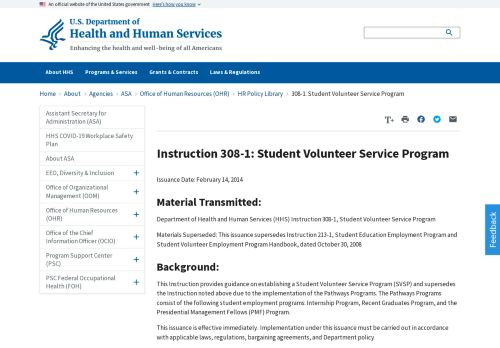 An official website of the United States government Here's how you know
U.S. Department of
Health and Human Services
Enhancing the health and well-being of all Americans
About HHS Programs & Services Grants & Contracts Laws & Regulations
Home > About > Agencies > ASA > Office of Human Resources (OHR) > HR Policy Library > 308-1: Student Volunteer Service Program
Assistant Secretary for
Administration (ASA)
HHS COVID-19 Workplace Safety
Plan
About ASA
EEO, Diversity & Inclusion
Office of Organizational
Management (OOM)
Office of Human Resources
(OHR)
Office of the Chief
Information Officer (OCIO)
Program Support Center
(PSC)
PSC Federal Occupational
Health (FOH)
T+
Instruction 308-1: Student Volunteer Service Program
Issuance Date: February 14, 2014
Material Transmitted:
Department of Health and Human Services (HHS) Instruction 308-1, Student Volunteer Service Program
Materials Superseded: This issuance supersedes Instruction 213-1, Student Education Employment Program and
Student Volunteer Employment Program Handbook, dated October 30, 2008
Background:
This Instruction provides guidance on establishing a Student Volunteer Service Program (SVSP) and supersedes
the Instruction noted above due to the implementation of the Pathways Programs. The Pathways Programs
consist of the following student employment programs: Internship Program, Recent Graduates Program, and the
Presidential Management Fellows (PMF) Program.
This issuance is effective immediately. Implementation under this issuance must be carried out in accordance
with applicable laws, regulations, bargaining agreements, and Department policy.
Feedback